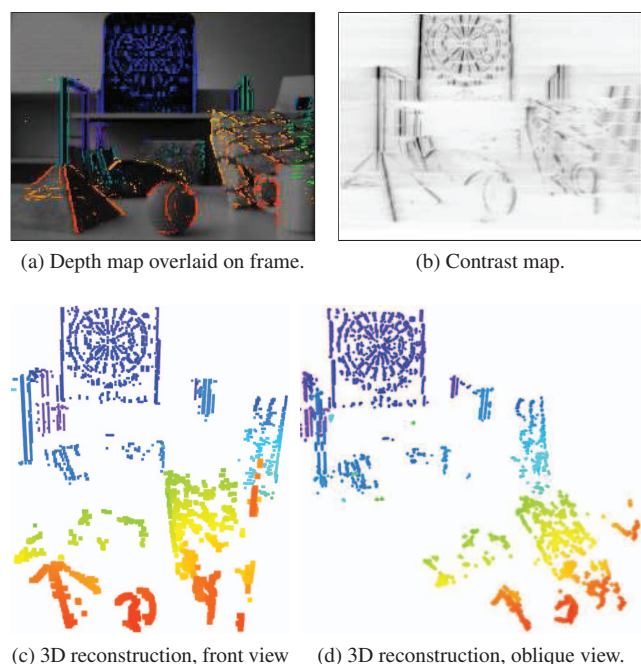 (a) Depth map overlaid on frame.
(b) Contrast map.
(c) 3D reconstruction, front view
(d) 3D reconstruction, oblique view.